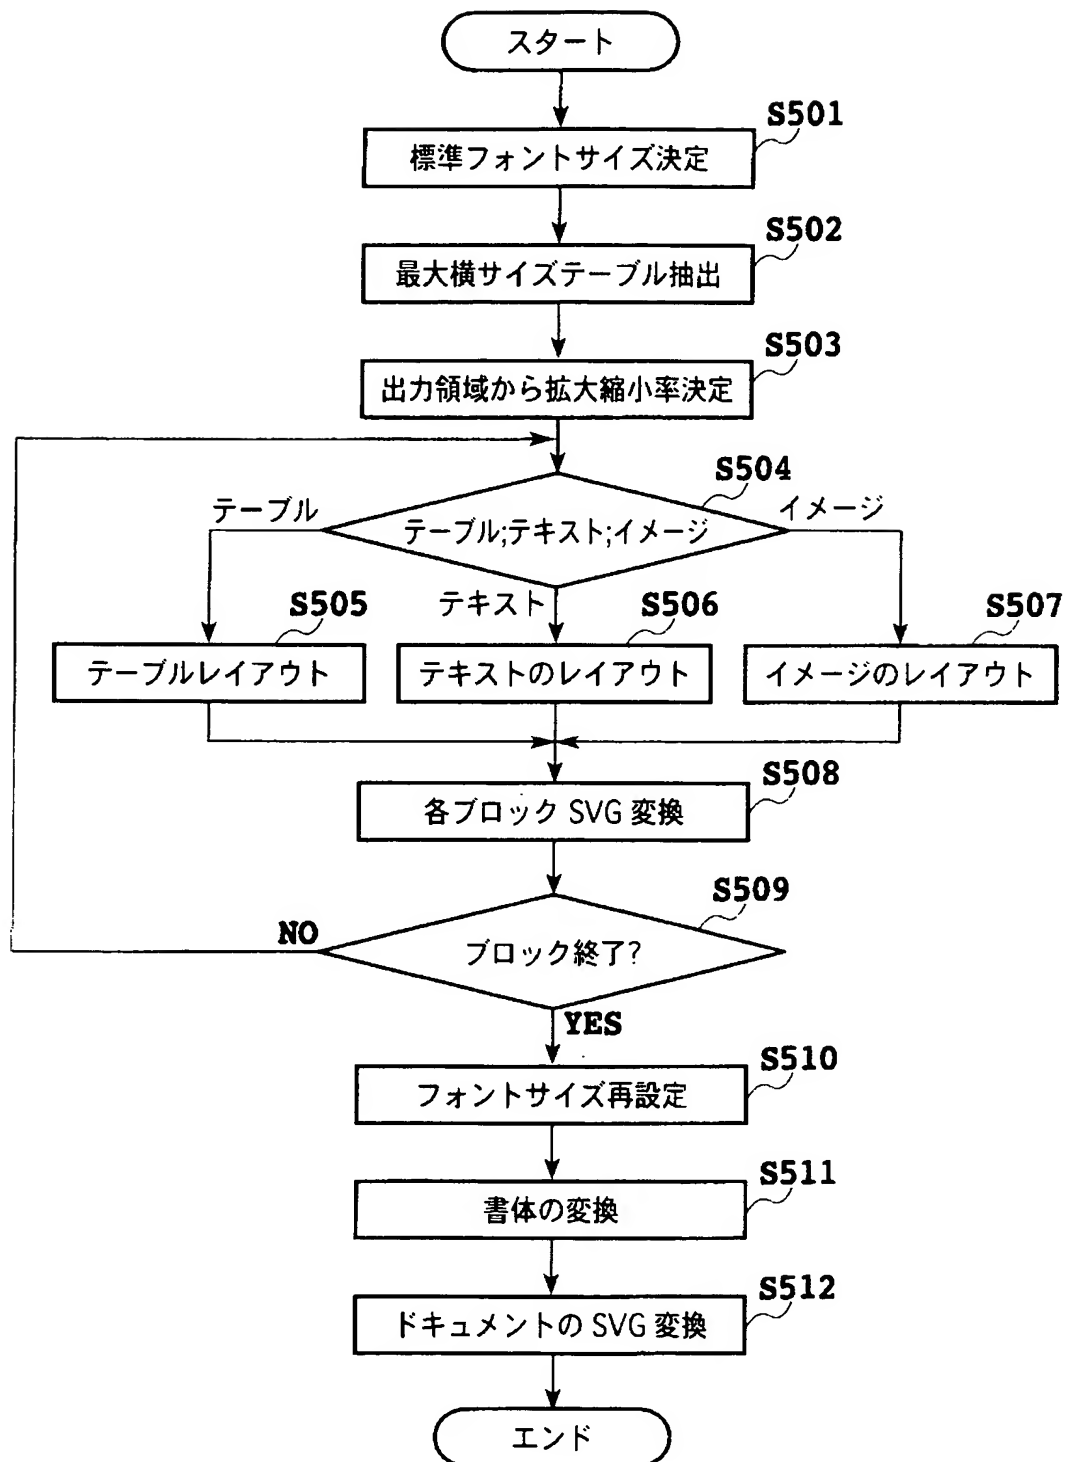 スタート
S501
標準フォントサイズ決定
S502
最大横サイズテーブル抽出
S503
出力領域から拡大縮小率決定
S504
テーブル
テーブル;テキスト;イメージ
イメージ
テキスト
S505
テーブルレイアウト
S506
テキストのレイアウト
S507
イメージのレイアウト
S508
各ブロック SVG 変換
S509
NO
ブロック終了?
YES
S510
フォントサイズ再設定
S511
書体の変換
S512
ドキュメントの SVG 変換
エンド